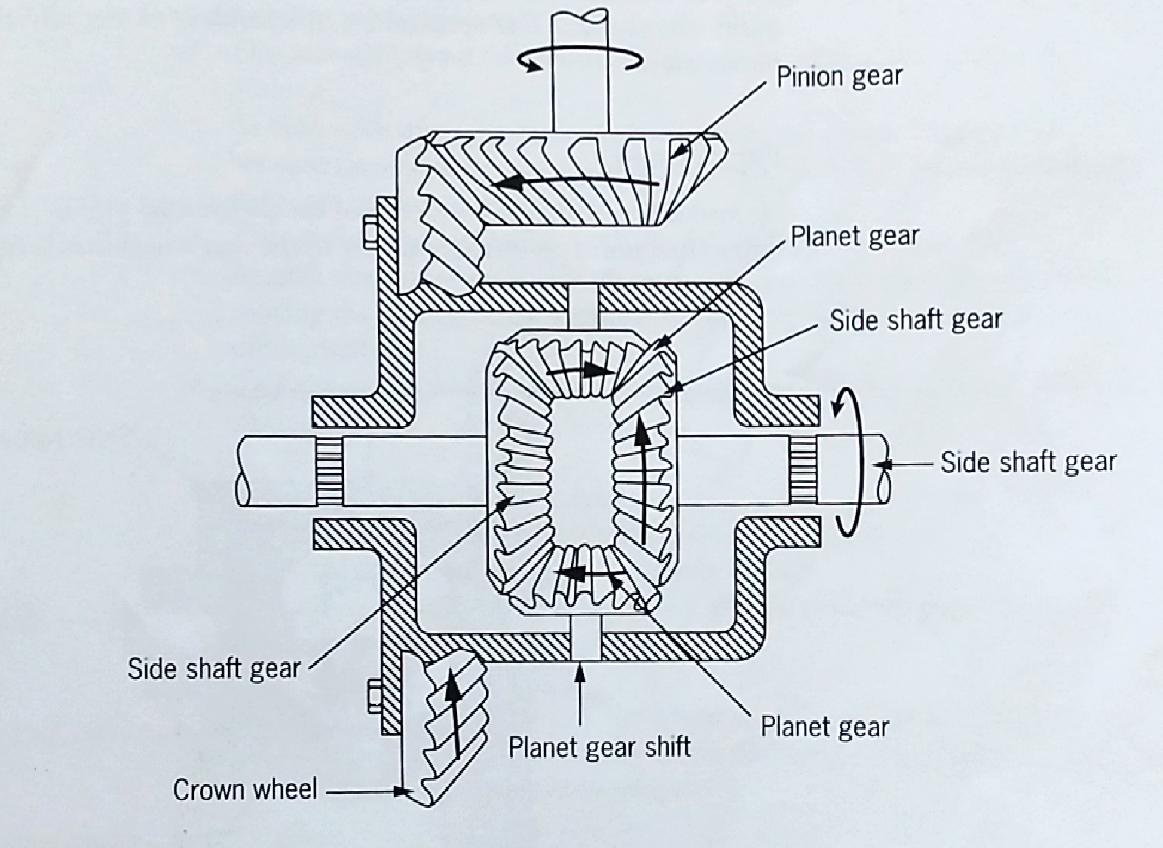 Pinion gear
Planet gear
Side shaft gear
Side shaft gear
Side shaft gear
Planet gear
Planet gear shift
Crown wheel